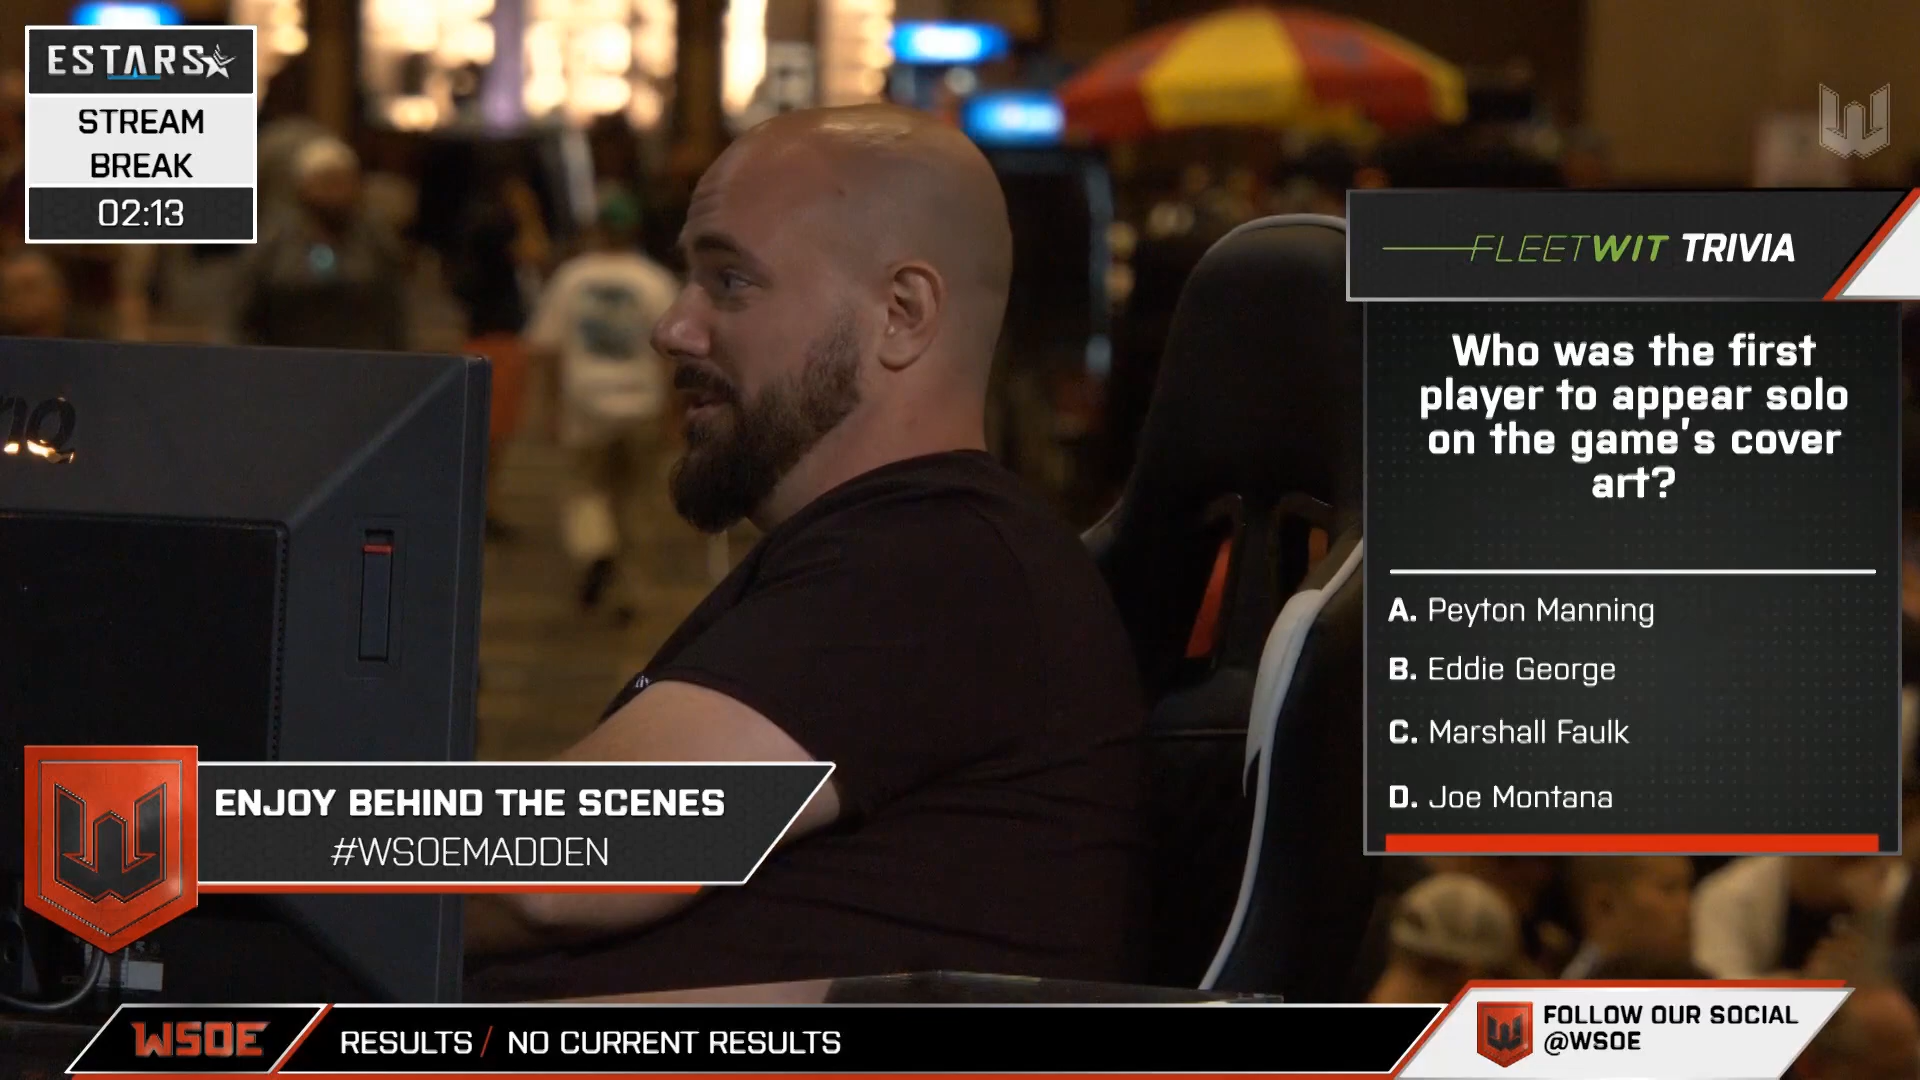 ESTARS
STREAM
BREAK
02:13
FLEETWIT TRIVIA
Who was the first
player to appear solo
on the game's cover
art?
A. Peyton Manning
B. Eddie George
C. Marshall Faulk
D. Joe Montana
ENJOY BEHIND THE SCENES
#WSOEMADDEN
WSOE
RESULTS / NO CURRENT RESULTS
FOLLOW OUR SOCIAL
@WSOE